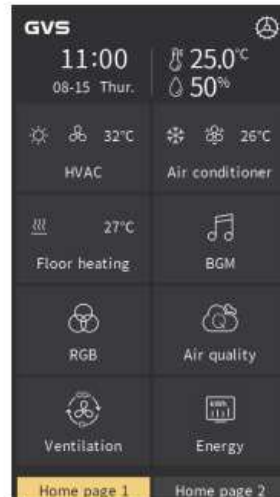 GVS
11:00 25.0°C
08-15 Thur. 50%
32°C 26°C
HVAC Air conditioner
27°C
Floor heating BGM
RGB Air quality
kWh
Ventilation Energy
Home page 1 Home page 2